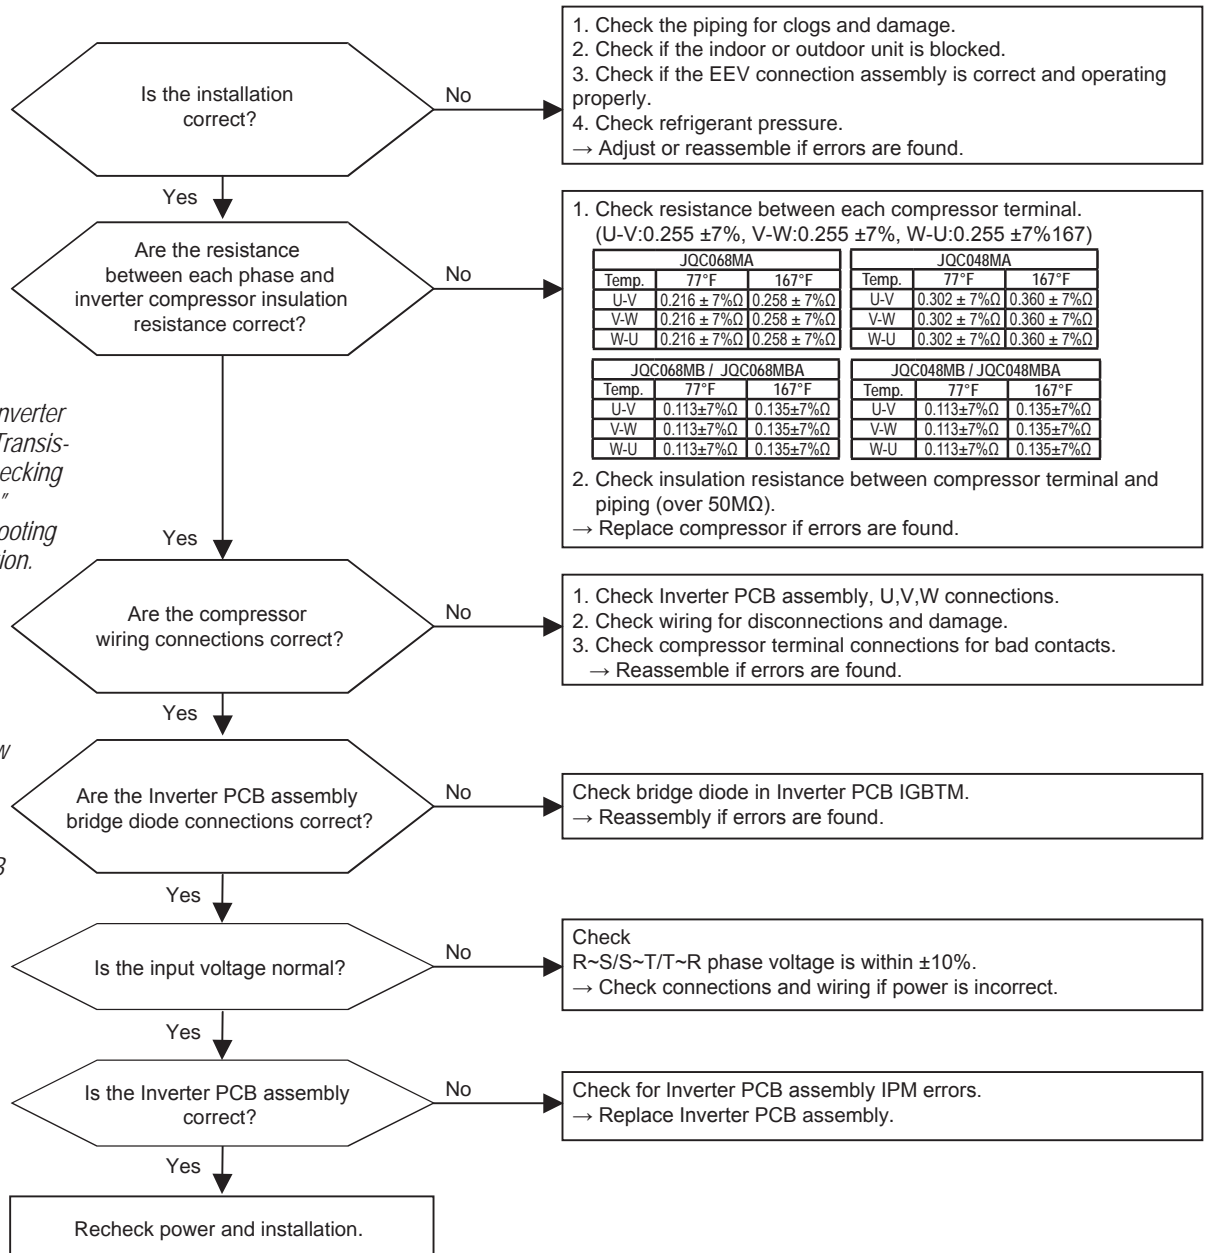 Is the installation
correct?
No
1. Check the piping for clogs and damage.
2. Check if the indoor or outdoor unit is blocked.
3. Check if the EEV connection assembly is correct and operating
properly.
4. Check refrigerant pressure.
→ Adjust or reassemble if errors are found.
Yes
Are the resistance
between each phase and
inverter compressor insulation
resistance correct?
No
1. Check resistance between each compressor terminal.
(U-V:0.255 ±7%, V-W:0.255 ±7%, W-U:0.255 ±7%167)
JQC068MA
Temp. 77°F 167°F
U-V 0.216 ± 7%Ω 0.258 ± 7%Ω
V-W 0.216 ± 7%Ω 0.258 ± 7%Ω
W-U 0.216 ± 7%Ω 0.258 ± 7%Ω
JQC048MA
Temp. 77°F 167°F
U-V 0.302 ± 7%Ω 0.360 ± 7%Ω
V-W 0.302 ± 7%Ω 0.360 ± 7%Ω
W-U 0.302 ± 7%Ω 0.360 ± 7%Ω
JQC068MB / JQC068MBA
Temp. 77°F 167°F
U-V 0.113±7%Ω 0.135±7%Ω
V-W 0.113±7%Ω 0.135±7%Ω
W-U 0.113±7%Ω 0.135±7%Ω
JQC048MB / JQC048MBA
Temp. 77°F 167°F
U-V 0.113±7%Ω 0.135±7%Ω
V-W 0.113±7%Ω 0.135±7%Ω
W-U 0.113±7%Ω 0.135±7%Ω
2. Check insulation resistance between compressor terminal and
piping (over 50MΩ).
→ Replace compressor if errors are found.
nverter
Transis-
ecking
"
ooting
ion.
Yes
Are the compressor
wiring connections correct?
No
1. Check Inverter PCB assembly, U,V,W connections.
2. Check wiring for disconnections and damage.
3. Check compressor terminal connections for bad contacts.
→ Reassemble if errors are found.
Yes
w
Are the Inverter PCB assembly
bridge diode connections correct?
No
Check bridge diode in Inverter PCB IGBTM.
→ Reassembly if errors are found.
Yes
Is the input voltage normal?
No
Check
R~S/S~T/T~R phase voltage is within ±10%.
→ Check connections and wiring if power is incorrect.
Yes
Is the Inverter PCB assembly
correct?
No
Check for Inverter PCB assembly IPM errors.
→ Replace Inverter PCB assembly.
Yes
Recheck power and installation.